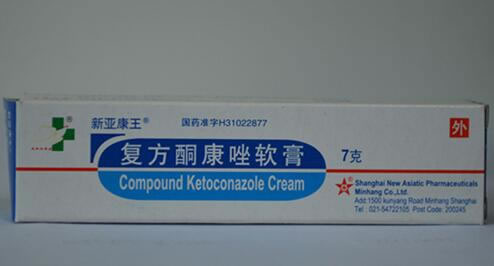 新亚康王®
国药准字H31022877
外
复方酮康唑软膏
7克
Compound Ketoconazole Cream
Shanghai New Asiatic Pharmaceuticals
Minhang Co.,Ltd.
Add:1500 kunyang Road Minhang Shanghai
Tel : 021-54722105 Post Code: 200245